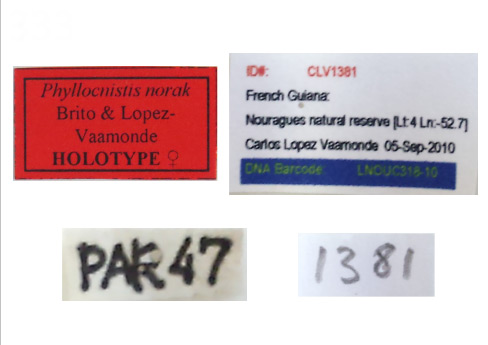 Phyllocnistis norak
Brito & Lopez-
Vaamonde
HOLOTYPE ♀
ID#: CLV1381
French Guiana:
Nouragues natural reserve [Lt:4 Ln:-52.7]
Carlos Lopez Vaamonde 05-Sep-2010
DNA Barcode: LNOUC318-10
PAK47
1381